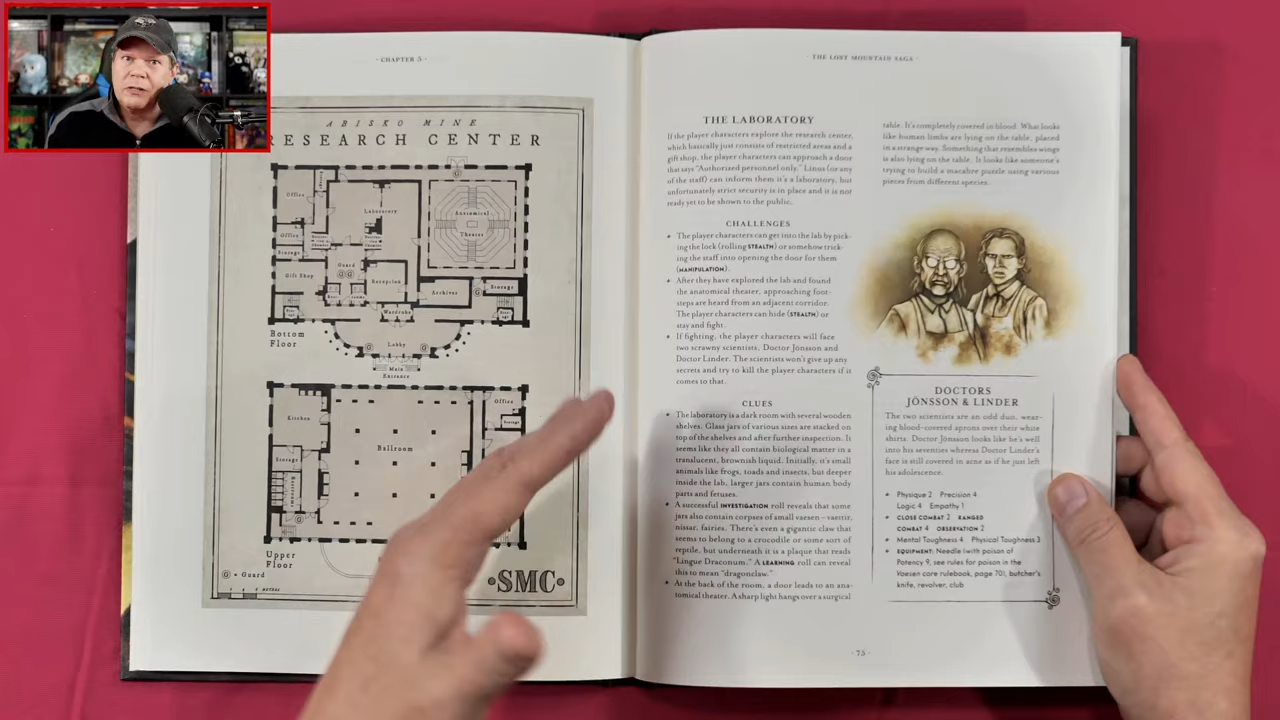 · CHAPTER 5 ·
ABISKO MINE
RESEARCH CENTER
Office
Laboratory
Anatomical
Theatre
Office
Storage
Guard
G G
Gift Shop
Reception
Archives
G
Storage
Wardrobe
Bottom
Floor
G
Lobby
G
Main
Entrance
Kitchen
Office
Storage
Ballroom
Storage
G
Upper
Floor
G = Guard
·SMC·
· THE LOST MOUNTAIN SAGA ·
THE LABORATORY
If the player characters explore the research center,
which basically just consists of restricted areas and a
gift shop, the player characters can approach a door
that says "Authorized personnel only." Linus (or any
of the staff) can inform them it's a laboratory, but
unfortunately strict security is in place and it is not
ready yet to be shown to the public.
CHALLENGES
The player characters can get into the lab by pick-
ing the lock (rolling STEALTH) or somehow trick-
ing the staff into opening the door for them
(MANIPULATION).
After they have explored the lab and found
the anatomical theater, approaching foot-
steps are heard from an adjacent corridor.
The player characters can hide (STEALTH) or
stay and fight.
If fighting, the player characters will face
two scrawny scientists, Doctor Jönsson and
Doctor Linder. The scientists won't give up any
secrets and try to kill the player characters if it
comes to that.
CLUES
The laboratory is a dark room with several wooden
shelves. Glass jars of various sizes are stacked on
top of the shelves and after further inspection. It
seems like they all contain biological matter in a
translucent, brownish liquid. Initially, it's small
animals like frogs, toads and insects, but deeper
inside the lab, larger jars contain human body
parts and fetuses.
A successful INVESTIGATION roll reveals that some
jars also contain corpses of small vaesen – vaettir,
nissar, fairies. There's even a gigantic claw that
seems to belong to a crocodile or some sort of
reptile, but underneath it is a plaque that reads
"Lingue Draconum." A LEARNING roll can reveal
this to mean "dragonclaw."
At the back of the room, a door leads to an ana-
tomical theater. A sharp light hangs over a surgical
table. It's completely covered in blood. What looks
like human limbs are lying on the table, placed
in a strange way. Something that resembles wings
is also lying on the table. It looks like someone's
trying to build a macabre puzzle using various
pieces from different species.
DOCTORS
JÖNSSON & LINDER
The two scientists are an odd duo, wear-
ing blood-covered aprons over their white
shirts. Doctor Jönsson looks like he's well
into his seventies whereas Doctor Linder's
face is still covered in acne as if he just left
his adolescence.
Physique 2 Precision 4
Logic 4 Empathy 1
CLOSE COMBAT 2 RANGED
COMBAT 4 OBSERVATION 2
Mental Toughness 4 Physical Toughness 3
EQUIPMENT: Needle (with poison of
Potency 9, see rules for poison in the
Vaesen core rulebook, page 70), butcher's
knife, revolver, club
· 75 ·